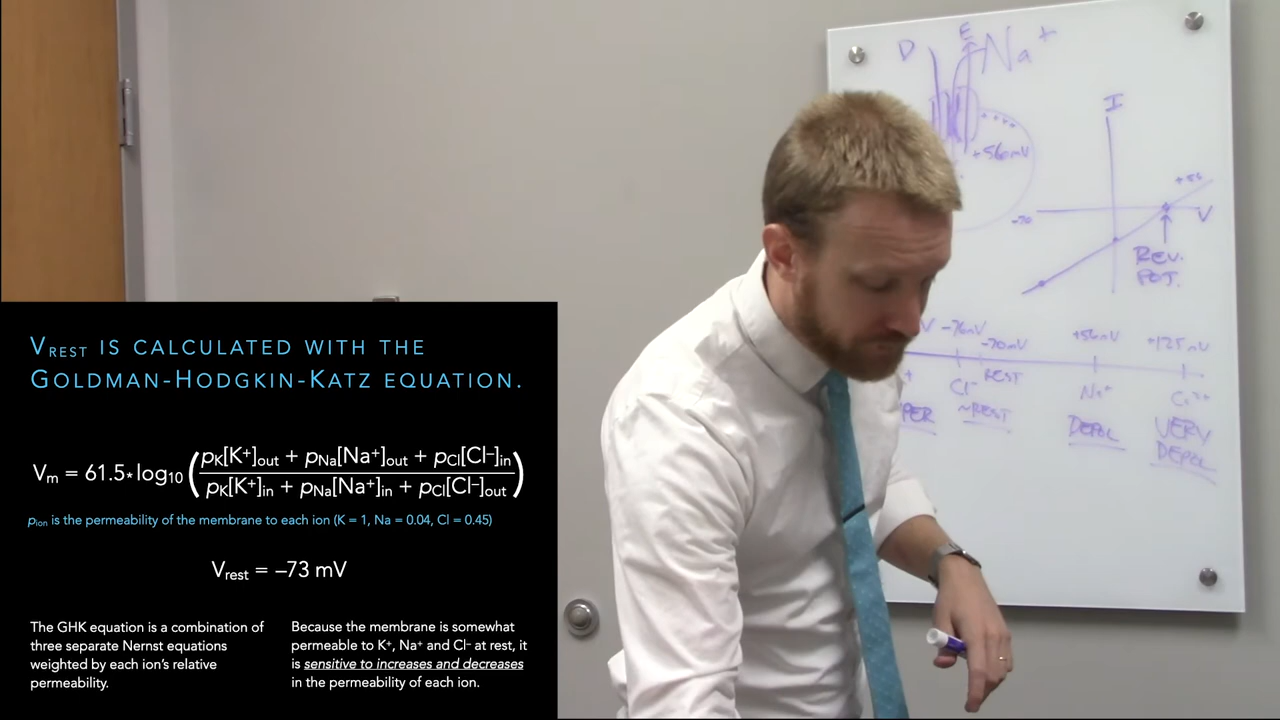 VREST IS CALCULATED WITH THE
GOLDMAN-HODGKIN-KATZ EQUATION.
Vm = 61.5*log10 (pK[K+]out + pNa[Na+]out + pCl[Cl–]in
pK[K+]in + pNa[Na+]in + pCl[Cl–]out)
pion is the permeability of the membrane to each ion (K = 1, Na = 0.04, Cl = 0.45)
Vrest = –73 mV
The GHK equation is a combination of
three separate Nernst equations
weighted by each ion's relative
permeability.
Because the membrane is somewhat
permeable to K+, Na+ and Cl– at rest, it
is sensitive to increases and decreases
in the permeability of each ion.
D E Na+
++++
+56mV
I
+56
-70
V
REV.
POT.
V -76mV
-70mV
+56mV
+125mV
+
Cl-
REST
Na+
PER
~REST
DEPOL
VERY
DEPOL